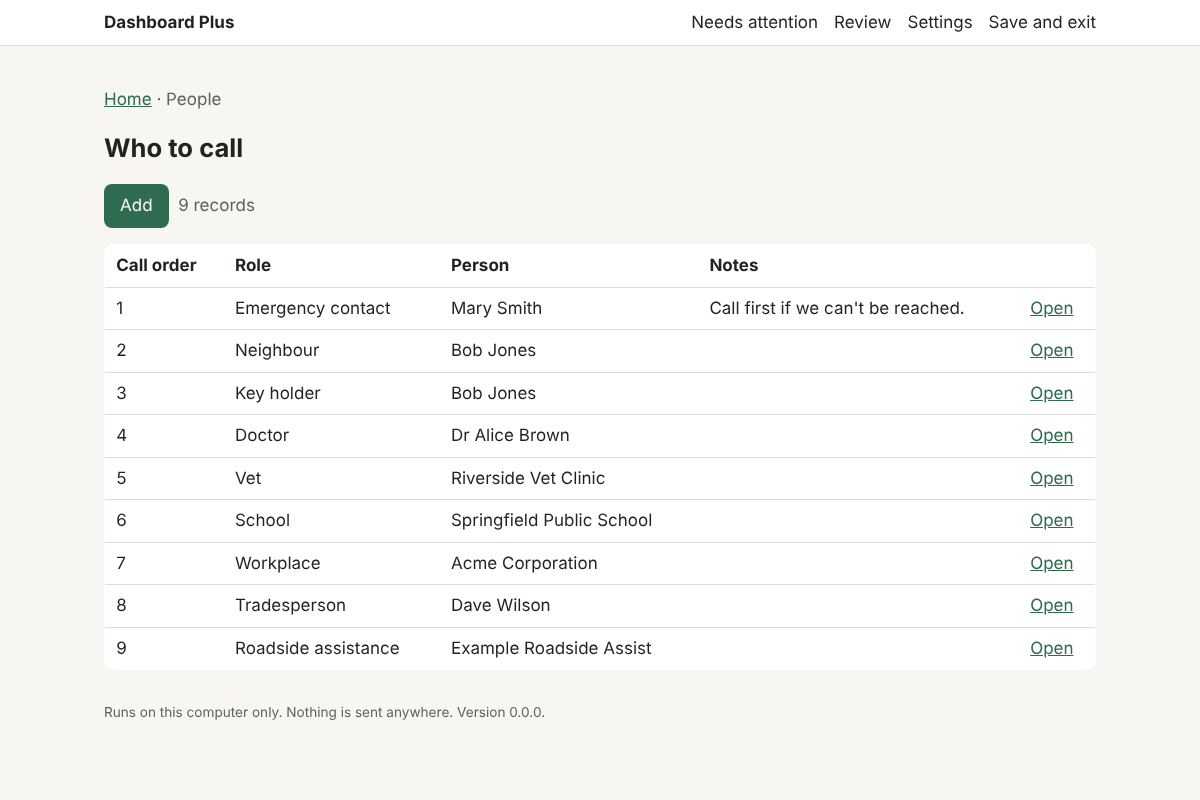 Dashboard Plus Needs attention Review Settings Save and exit
Home · People
Who to call
Add 9 records
Call order Role Person Notes
1 Emergency contact Mary Smith Call first if we can't be reached. Open
2 Neighbour Bob Jones Open
3 Key holder Bob Jones Open
4 Doctor Dr Alice Brown Open
5 Vet Riverside Vet Clinic Open
6 School Springfield Public School Open
7 Workplace Acme Corporation Open
8 Tradesperson Dave Wilson Open
9 Roadside assistance Example Roadside Assist Open
Runs on this computer only. Nothing is sent anywhere. Version 0.0.0.